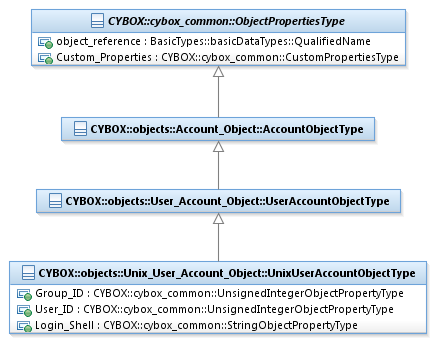 CYBOX::cybox_common::ObjectPropertiesType
object_reference : BasicTypes::basicDataTypes::QualifiedName
Custom_Properties : CYBOX::cybox_common::CustomPropertiesType
CYBOX::objects::Account_Object::AccountObjectType
CYBOX::objects::User_Account_Object::UserAccountObjectType
CYBOX::objects::Unix_User_Account_Object::UnixUserAccountObjectType
Group_ID : CYBOX::cybox_common::UnsignedIntegerObjectPropertyType
User_ID : CYBOX::cybox_common::UnsignedIntegerObjectPropertyType
Login_Shell : CYBOX::cybox_common::StringObjectPropertyType